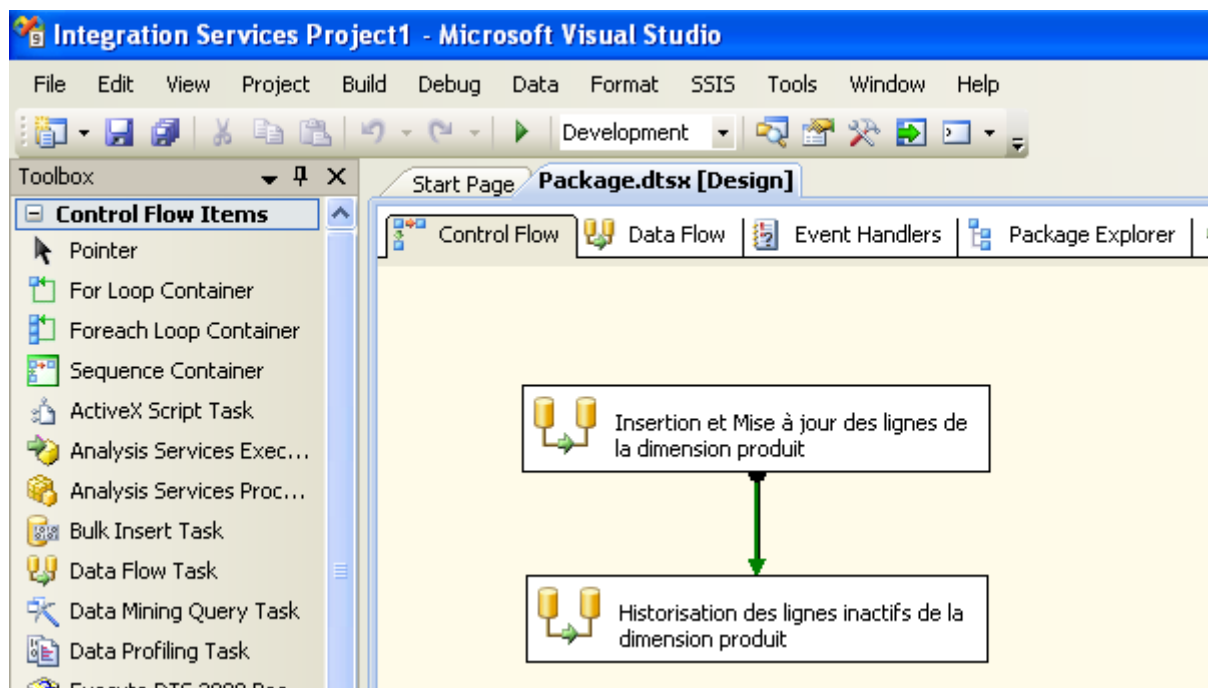 Integration Services Project1 - Microsoft Visual Studio
File Edit View Project Build Debug Data Format SSIS Tools Window Help
Development
Toolbox
Start Page
Package.dtsx [Design]
Control Flow Items
Control Flow
Data Flow
Event Handlers
Package Explorer
Pointer
For Loop Container
Foreach Loop Container
Sequence Container
ActiveX Script Task
Analysis Services Exec...
Analysis Services Proc...
Bulk Insert Task
Data Flow Task
Data Mining Query Task
Data Profiling Task
Insertion et Mise à jour des lignes de
la dimension produit
Historisation des lignes inactifs de la
dimension produit